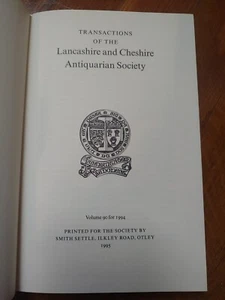 TRANSACTIONS
OF THE
Lancashire and Cheshire
Antiquarian Society
Volume 90 for 1994
PRINTED FOR THE SOCIETY BY
SMITH SETTLE, ILKLEY ROAD, OTLEY
1995